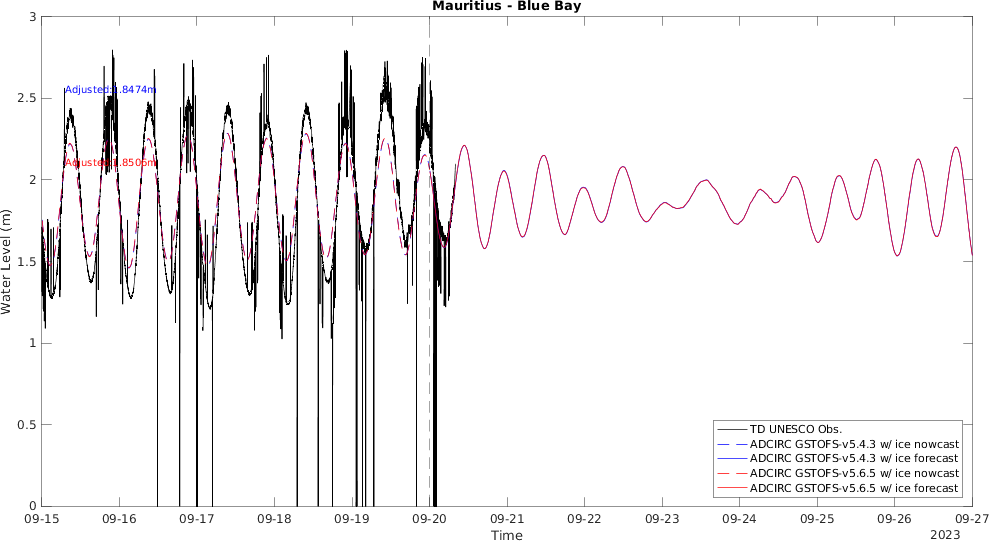 Mauritius - Blue Bay
Water Level (m)
3
2.5
2
1.5
1
0.5
0
Adjusted:1.8474m
Adjusted:1.8506m
TD UNESCO Obs.
ADCIRC GSTOFS-v5.4.3 w/ ice nowcast
ADCIRC GSTOFS-v5.4.3 w/ ice forecast
ADCIRC GSTOFS-v5.6.5 w/ ice nowcast
ADCIRC GSTOFS-v5.6.5 w/ ice forecast
09-15 09-16 09-17 09-18 09-19 09-20 09-21 09-22 09-23 09-24 09-25 09-26 09-27
Time
2023